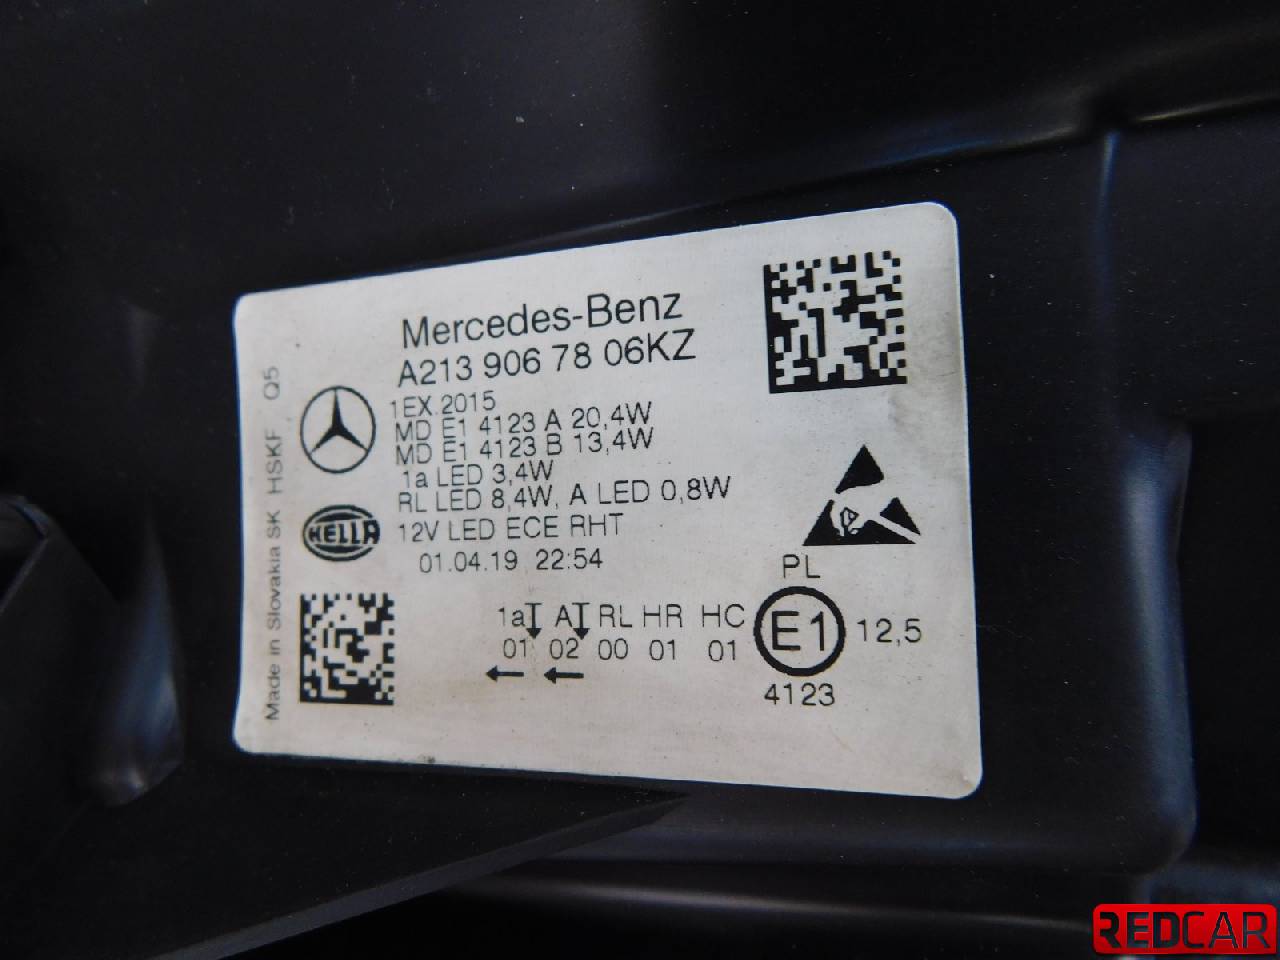 Mercedes-Benz
A213 906 78 06KZ
1EX.2015
MD E1 4123 A 20,4W
MD E1 4123 B 13,4W
1a LED 3,4W
RL LED 8,4W, A LED 0,8W
12V LED ECE RHT
01.04.19 22:54
HELLA
Made in Slovakia SK HSKF Q5
1a A RL HR HC
01 02 00 01 01
PL
E1 12,5
4123
REDCAR